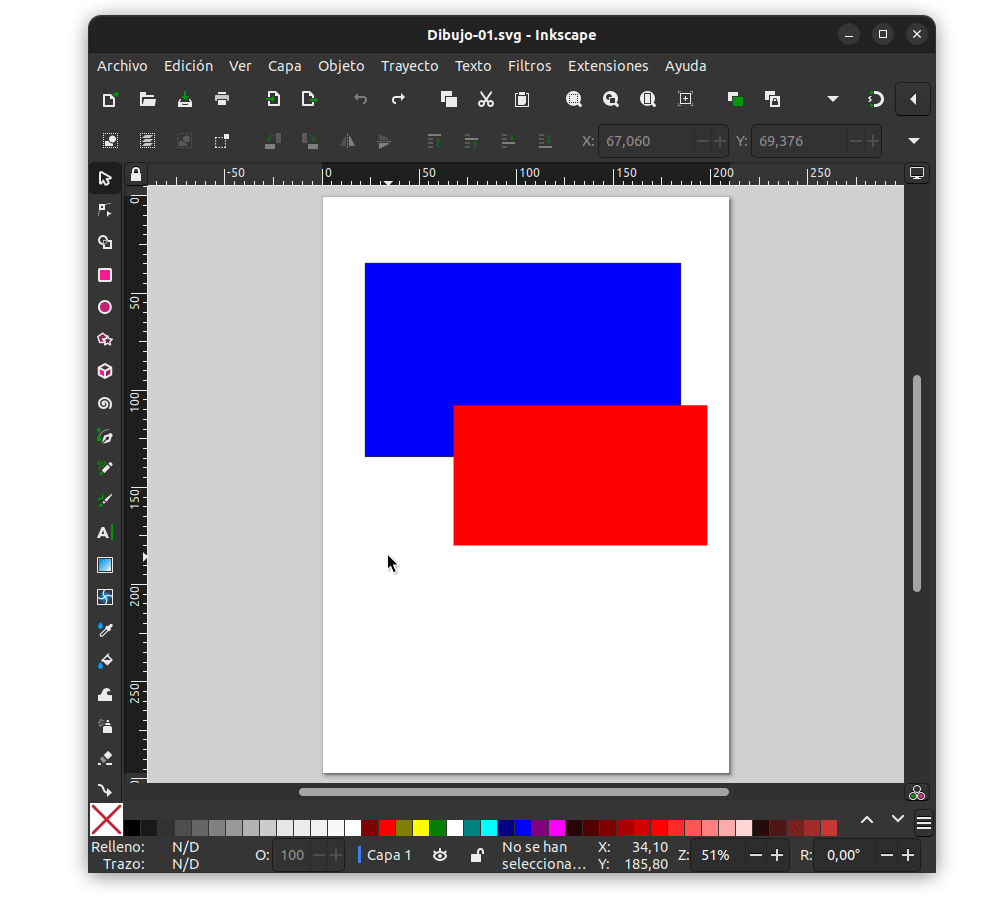 Dibujo-01.svg - Inkscape
Archivo Edición Ver Capa Objeto Trayecto Texto Filtros Extensiones Ayuda
X: 67,060 Y: 69,376
-50 0 50 100 150 200 250
0
50
100
150
200
250
A
Relleno: N/D
Trazo: N/D
O: 100
Capa 1
No se han
selecciona...
X: 34,10
Y: 185,80
Z: 51%
R: 0,00°